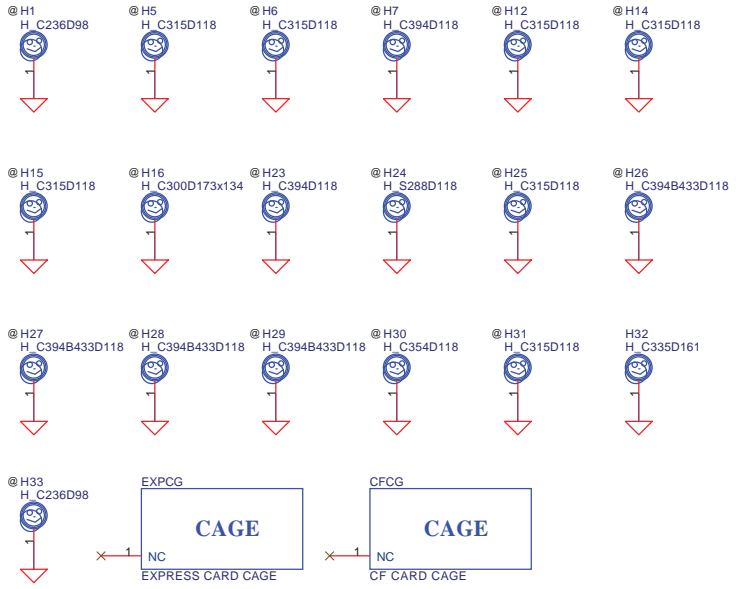 @ H1 @ H5 @ H6 @ H7 @ H12 @ H14
H_C236D98 H_C315D118 H_C315D118 H_C394D118 H_C315D118 H_C315D118
1 1 1 1 1 1
@ H15 @ H16 @ H23 @ H24 @ H25 @ H26
H_C315D118 H_C300D173x134 H_C394D118 H_S288D118 H_C315D118 H_C394B433D118
1 1 1 1 1 1
@ H27 @ H28 @ H29 @ H30 @ H31 H32
H_C394B433D118 H_C394B433D118 H_C394B433D118 H_C354D118 H_C315D118 H_C335D161
1 1 1 1 1 1
@ H33 EXPCG CFCG
H_C236D98
CAGE CAGE
1 1 NC 1 NC
EXPRESS CARD CAGE CF CARD CAGE